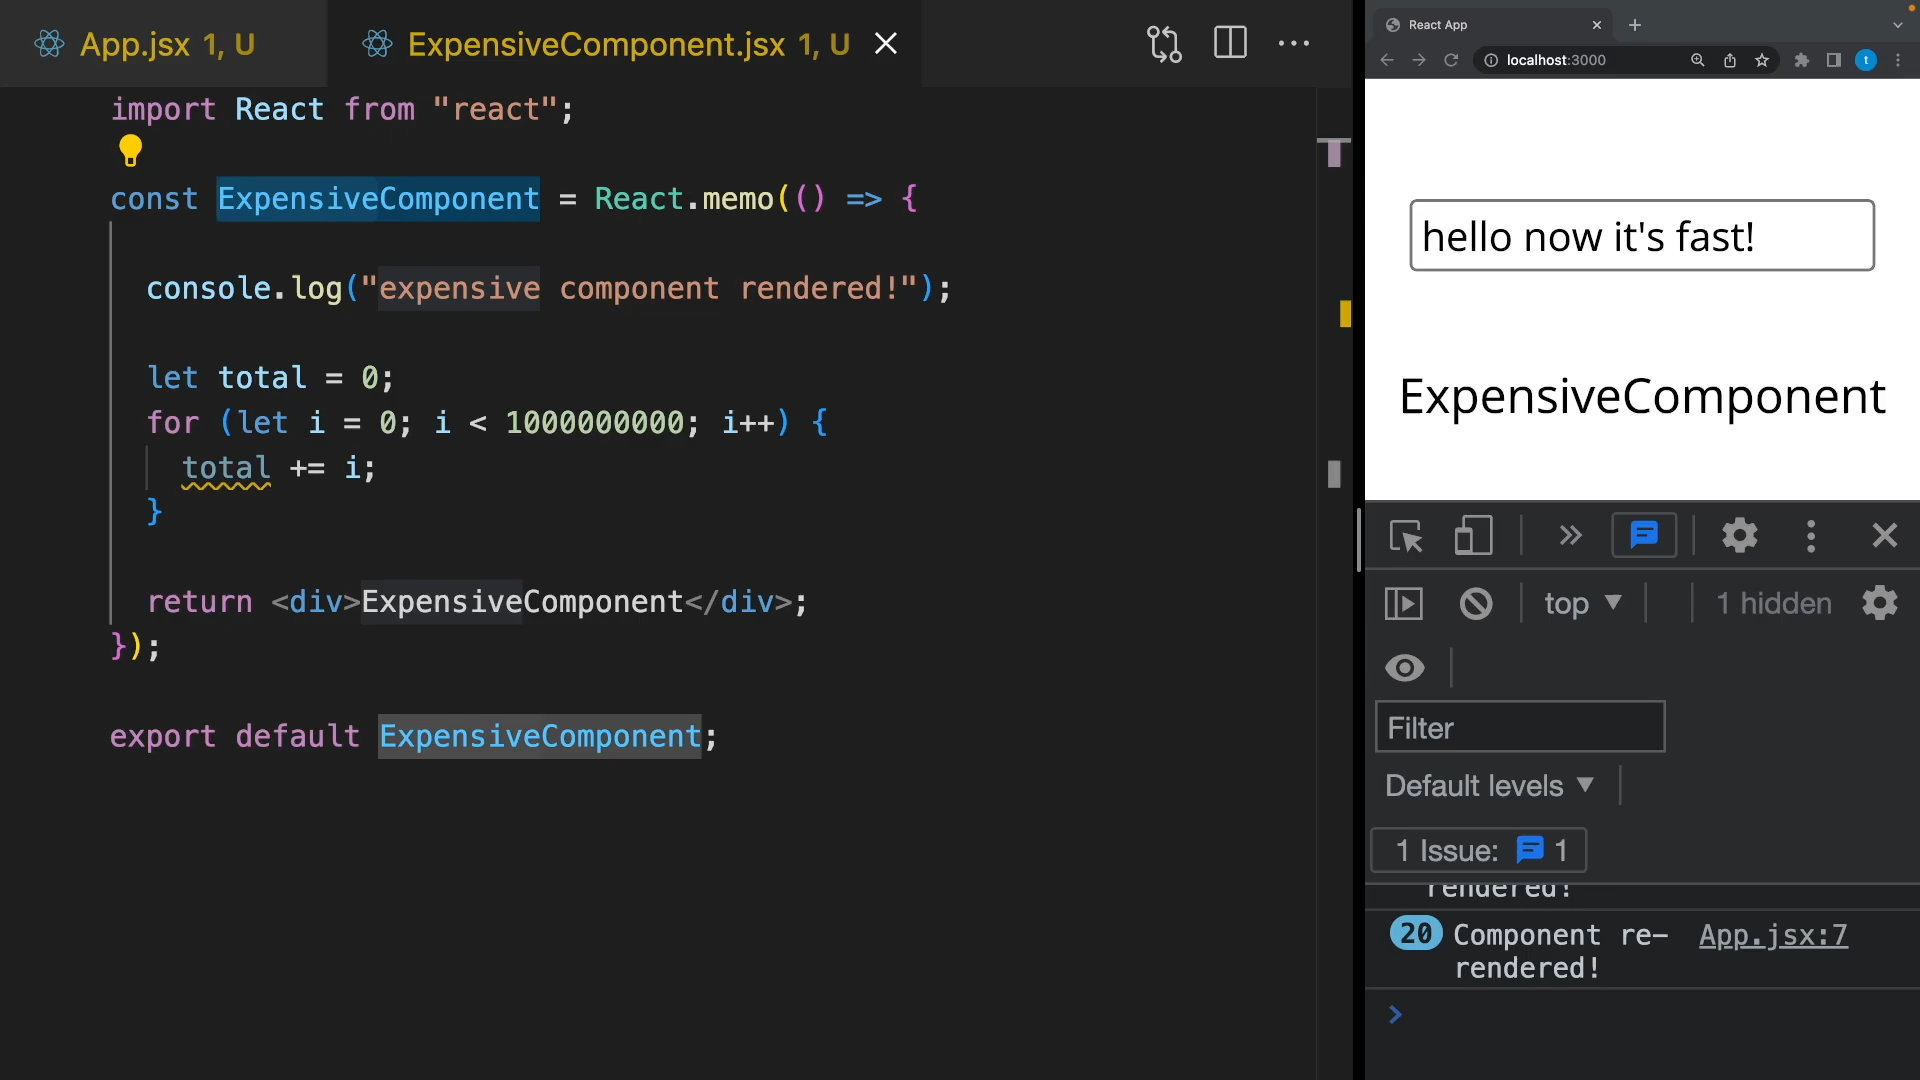 App.jsx 1, U
ExpensiveComponent.jsx 1, U
import React from "react";
const ExpensiveComponent = React.memo(() => {
console.log("expensive component rendered!");
let total = 0;
for (let i = 0; i < 1000000000; i++) {
total += i;
}
return <div>ExpensiveComponent</div>;
});
export default ExpensiveComponent;
React App
localhost:3000
t
hello now it's fast!
ExpensiveComponent
top
1 hidden
Filter
Default levels
1 Issue: 1
rendered!
20 Component re- App.jsx:7
rendered!